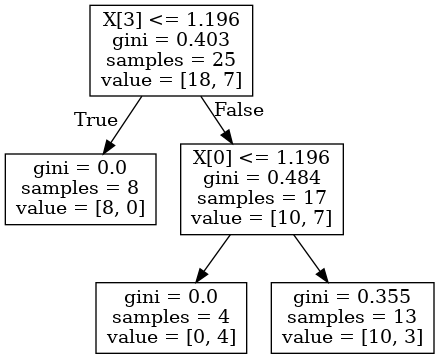 X[3] <= 1.196
gini = 0.403
samples = 25
value = [18, 7]
True
False
gini = 0.0
samples = 8
value = [8, 0]
X[0] <= 1.196
gini = 0.484
samples = 17
value = [10, 7]
gini = 0.0
samples = 4
value = [0, 4]
gini = 0.355
samples = 13
value = [10, 3]